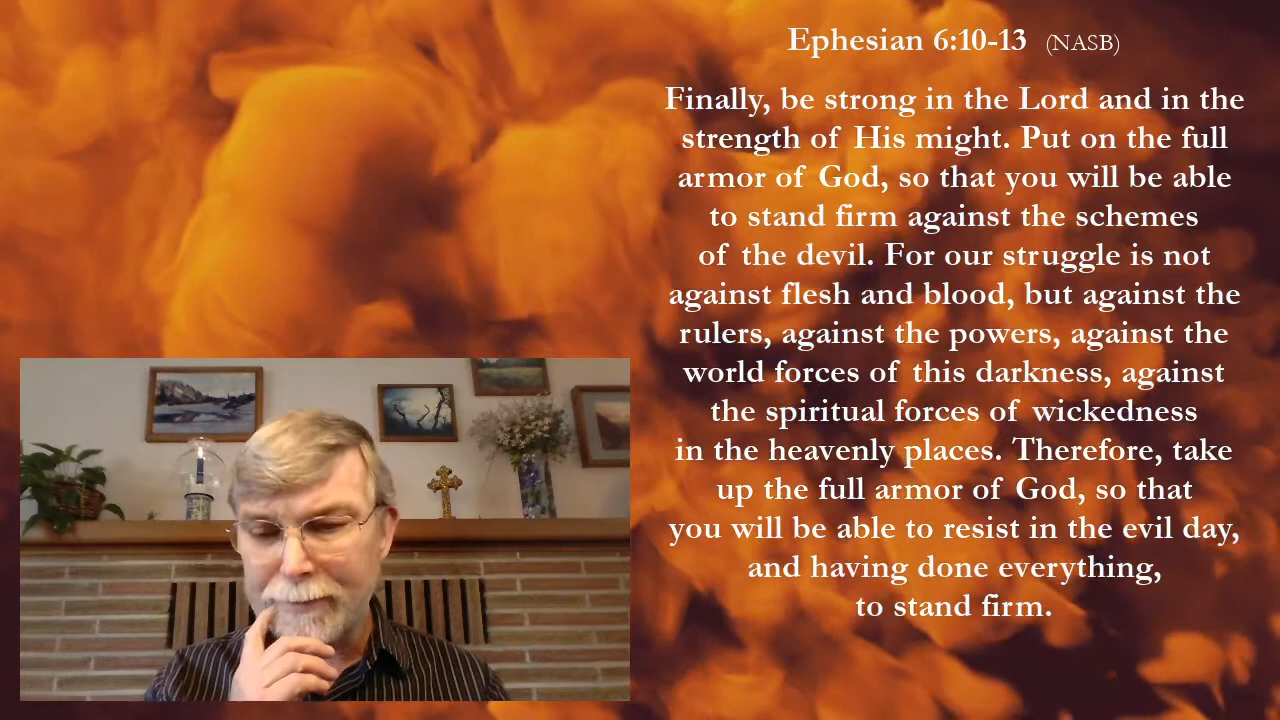 Ephesian 6:10-13 (NASB)
Finally, be strong in the Lord and in the
strength of His might. Put on the full
armor of God, so that you will be able
to stand firm against the schemes
of the devil. For our struggle is not
against flesh and blood, but against the
rulers, against the powers, against the
world forces of this darkness, against
the spiritual forces of wickedness
in the heavenly places. Therefore, take
up the full armor of God, so that
you will be able to resist in the evil day,
and having done everything,
to stand firm.